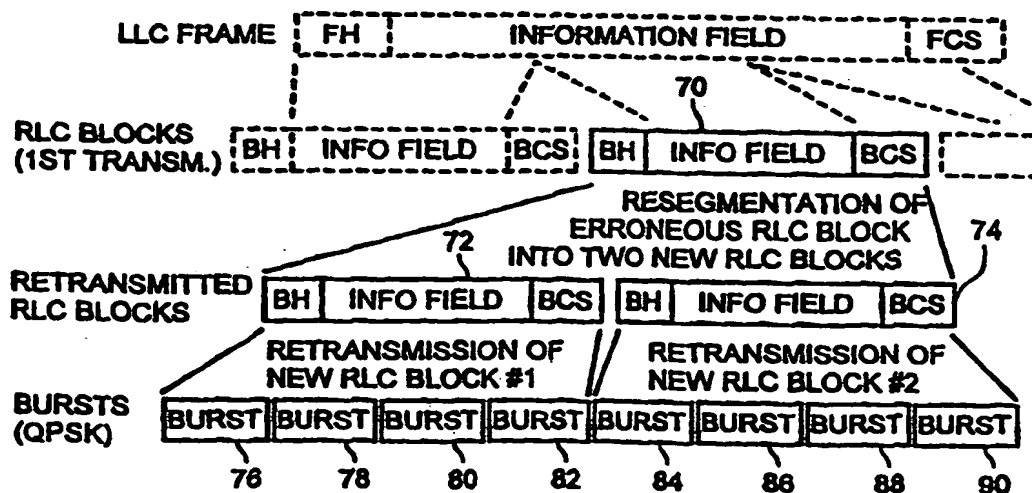 LLC FRAME FH INFORMATION FIELD FCS
70
RLC BLOCKS
(1ST TRANSM.)
BH INFO FIELD BCS BH INFO FIELD BCS
RESEGMENTATION OF
ERRONEOUS RLC BLOCK
INTO TWO NEW RLC BLOCKS
72 74
RETRANSMITTED
RLC BLOCKS
BH INFO FIELD BCS BH INFO FIELD BCS
RETRANSMISSION OF
NEW RLC BLOCK #1
RETRANSMISSION OF
NEW RLC BLOCK #2
BURSTS
(QPSK)
BURST BURST BURST BURST BURST BURST BURST BURST
76 78 80 82 84 86 88 90